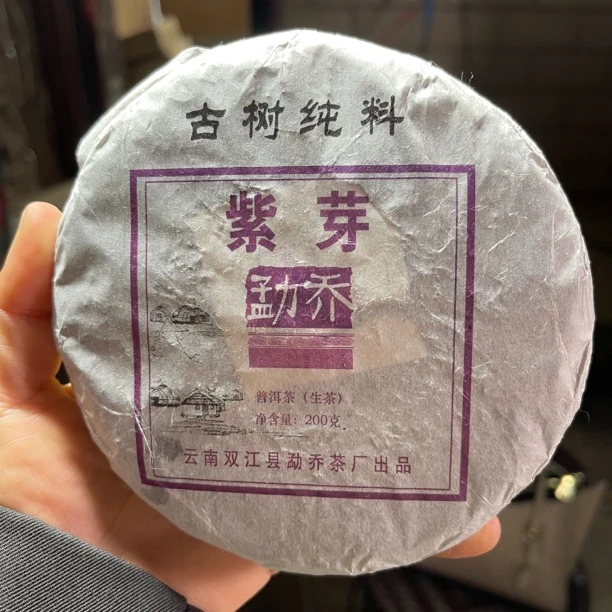 古树纯料
紫芽
勐乔
普洱茶（生茶）
净含量：200克
云南双江县勐乔茶厂出品